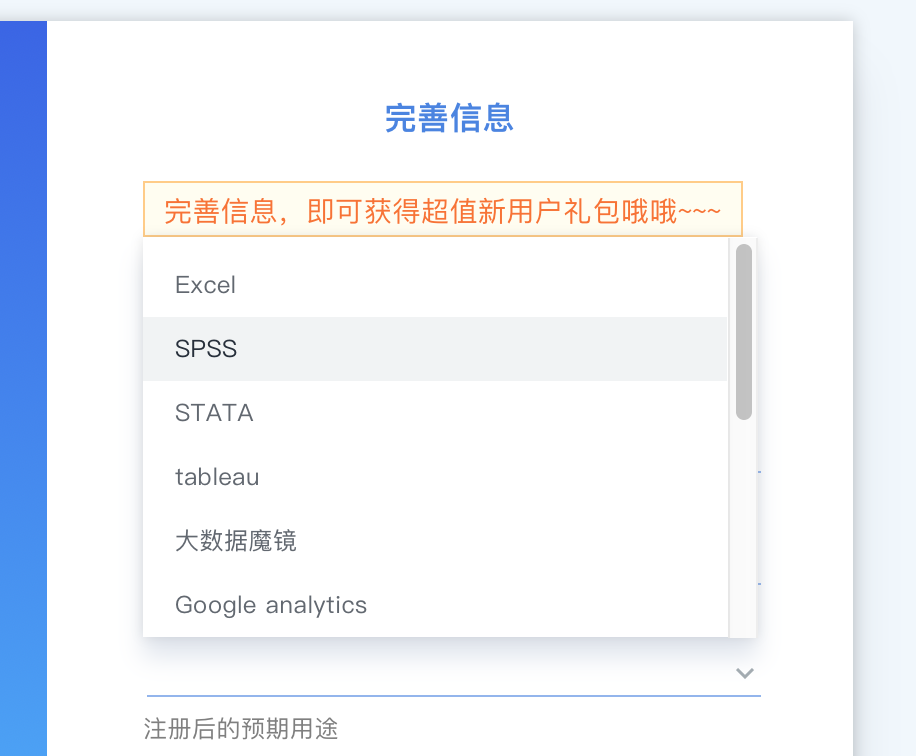 完善信息
完善信息，即可获得超值新用户礼包哦哦~~~
Excel
SPSS
STATA
tableau
大数据魔镜
Google analytics
注册后的预期用途